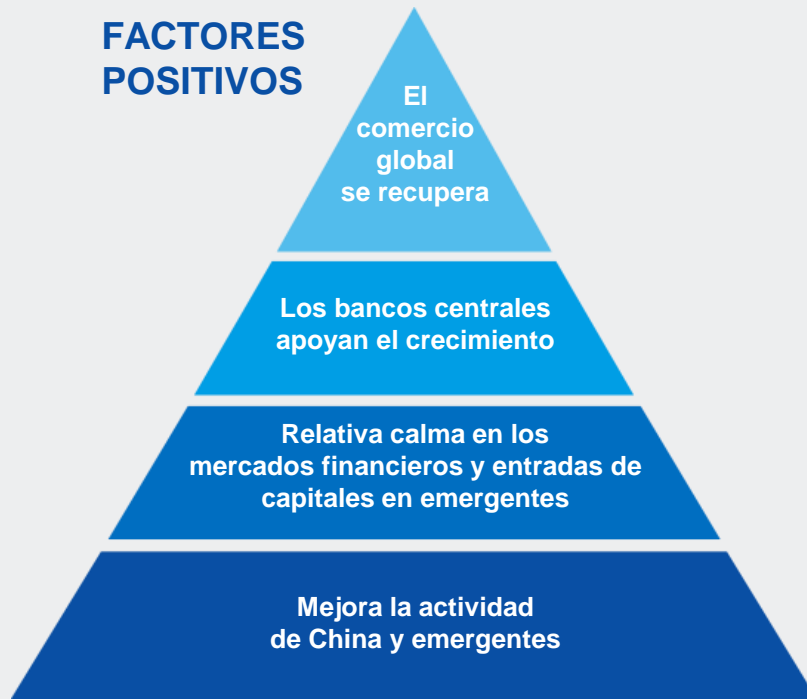 FACTORES
POSITIVOS
El
comercio
global
se recupera
Los bancos centrales
apoyan el crecimiento
Relativa calma en los
mercados financieros y entradas de
capitales en emergentes
Mejora la actividad
de China y emergentes